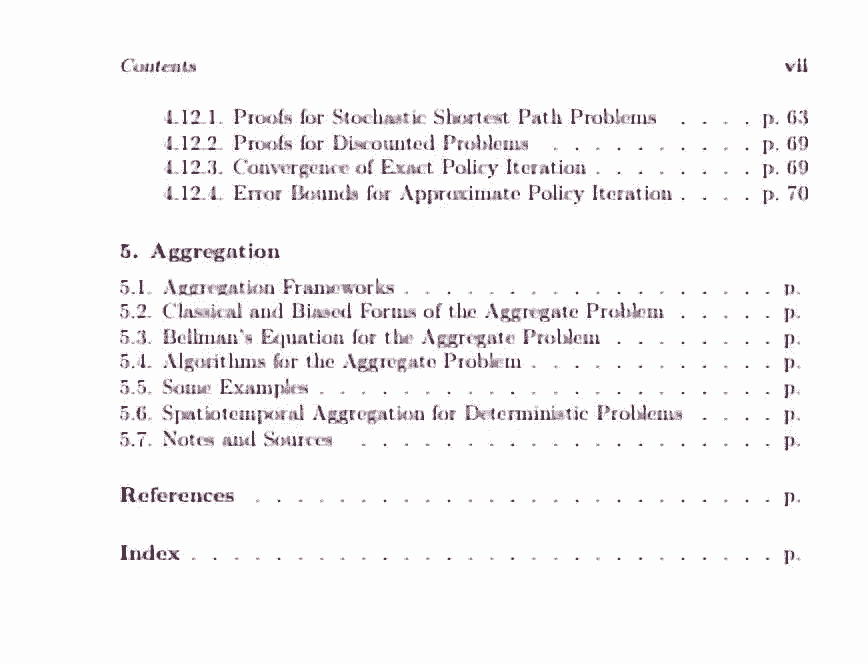 Contents vii
4.12.1. Proofs for Stochastic Shortest Path Problems . . . . p. 63
4.12.2. Proofs for Discounted Problems . . . . . . . . . . p. 69
4.12.3. Convergence of Exact Policy Iteration . . . . . . . . p. 69
4.12.4. Error Bounds for Approximate Policy Iteration . . . . p. 70
5. Aggregation
5.1. Aggregation Frameworks . . . . . . . . . . . . . . . . . . p.
5.2. Classical and Biased Forms of the Aggregate Problem . . . . . p.
5.3. Bellman's Equation for the Aggregate Problem . . . . . . . . p.
5.4. Algorithms for the Aggregate Problem . . . . . . . . . . . . p.
5.5. Some Examples . . . . . . . . . . . . . . . . . . . . . . p.
5.6. Spatiotemporal Aggregation for Deterministic Problems . . . . p.
5.7. Notes and Sources . . . . . . . . . . . . . . . . . . . . p.
References . . . . . . . . . . . . . . . . . . . . . . . . . p.
Index . . . . . . . . . . . . . . . . . . . . . . . . . . . . p.